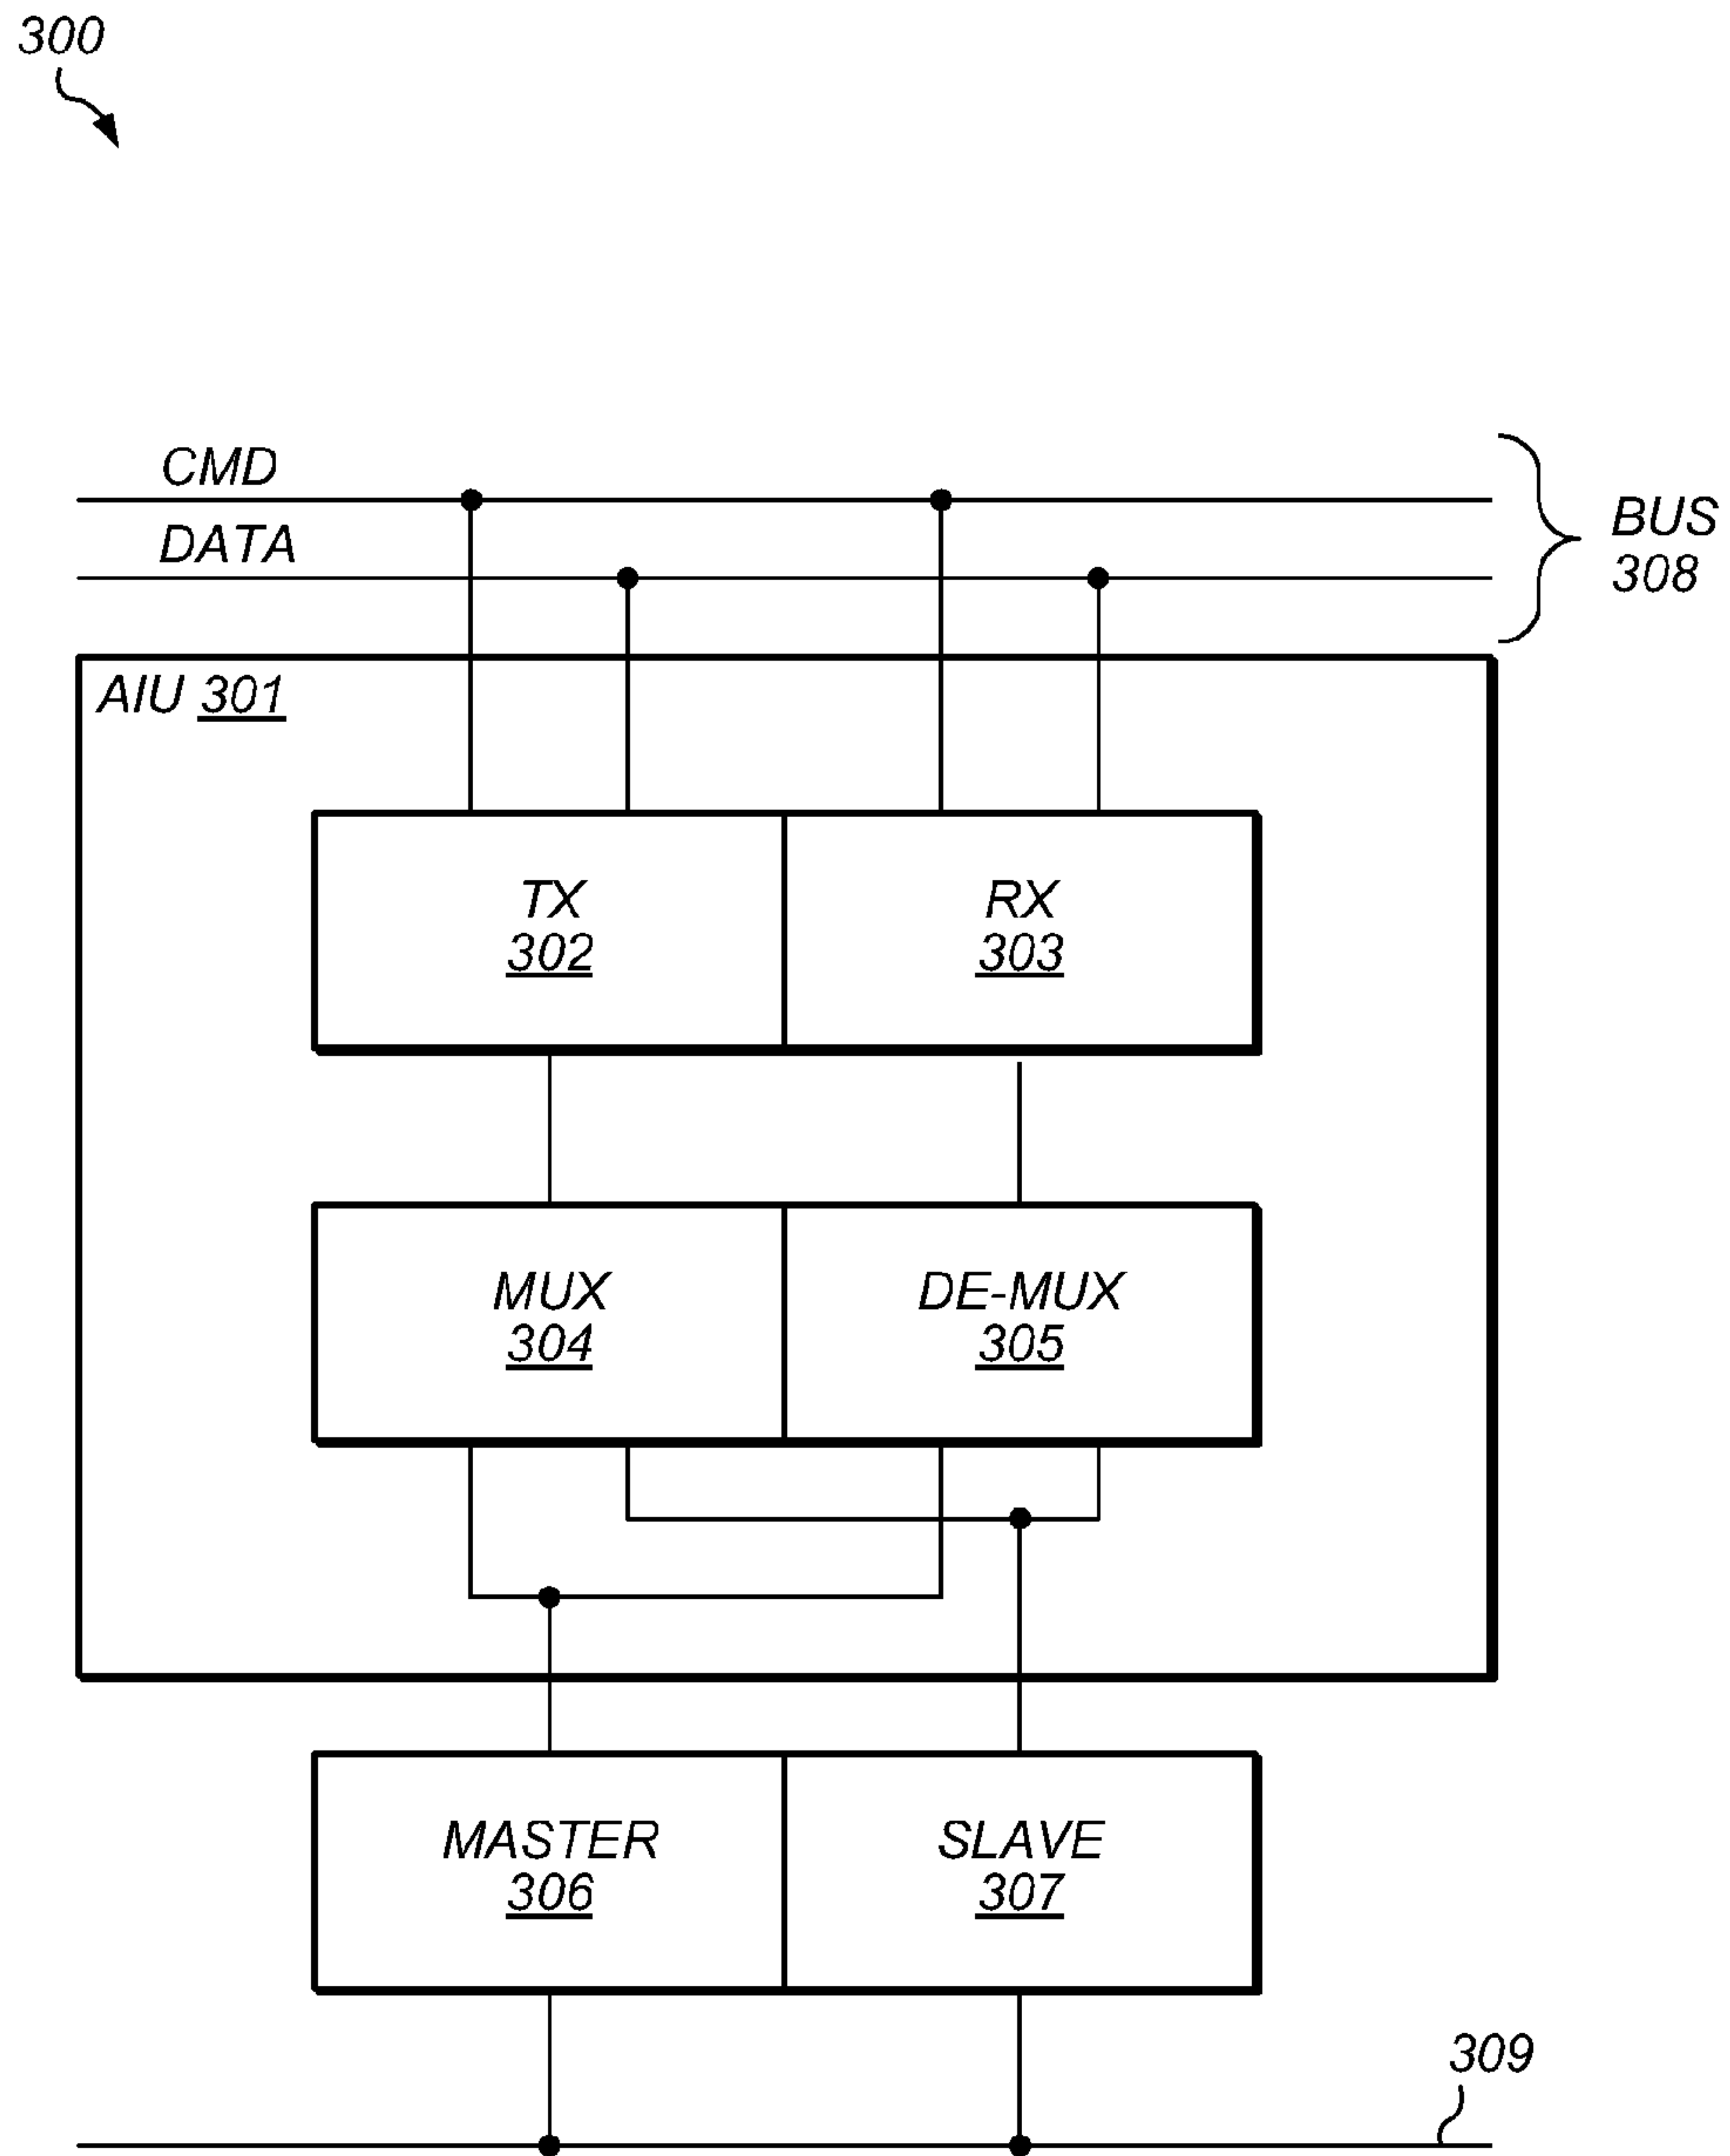 300
CMD
DATA
BUS
308
AIU 301
TX
302
RX
303
MUX
304
DE-MUX
305
MASTER
306
SLAVE
307
309